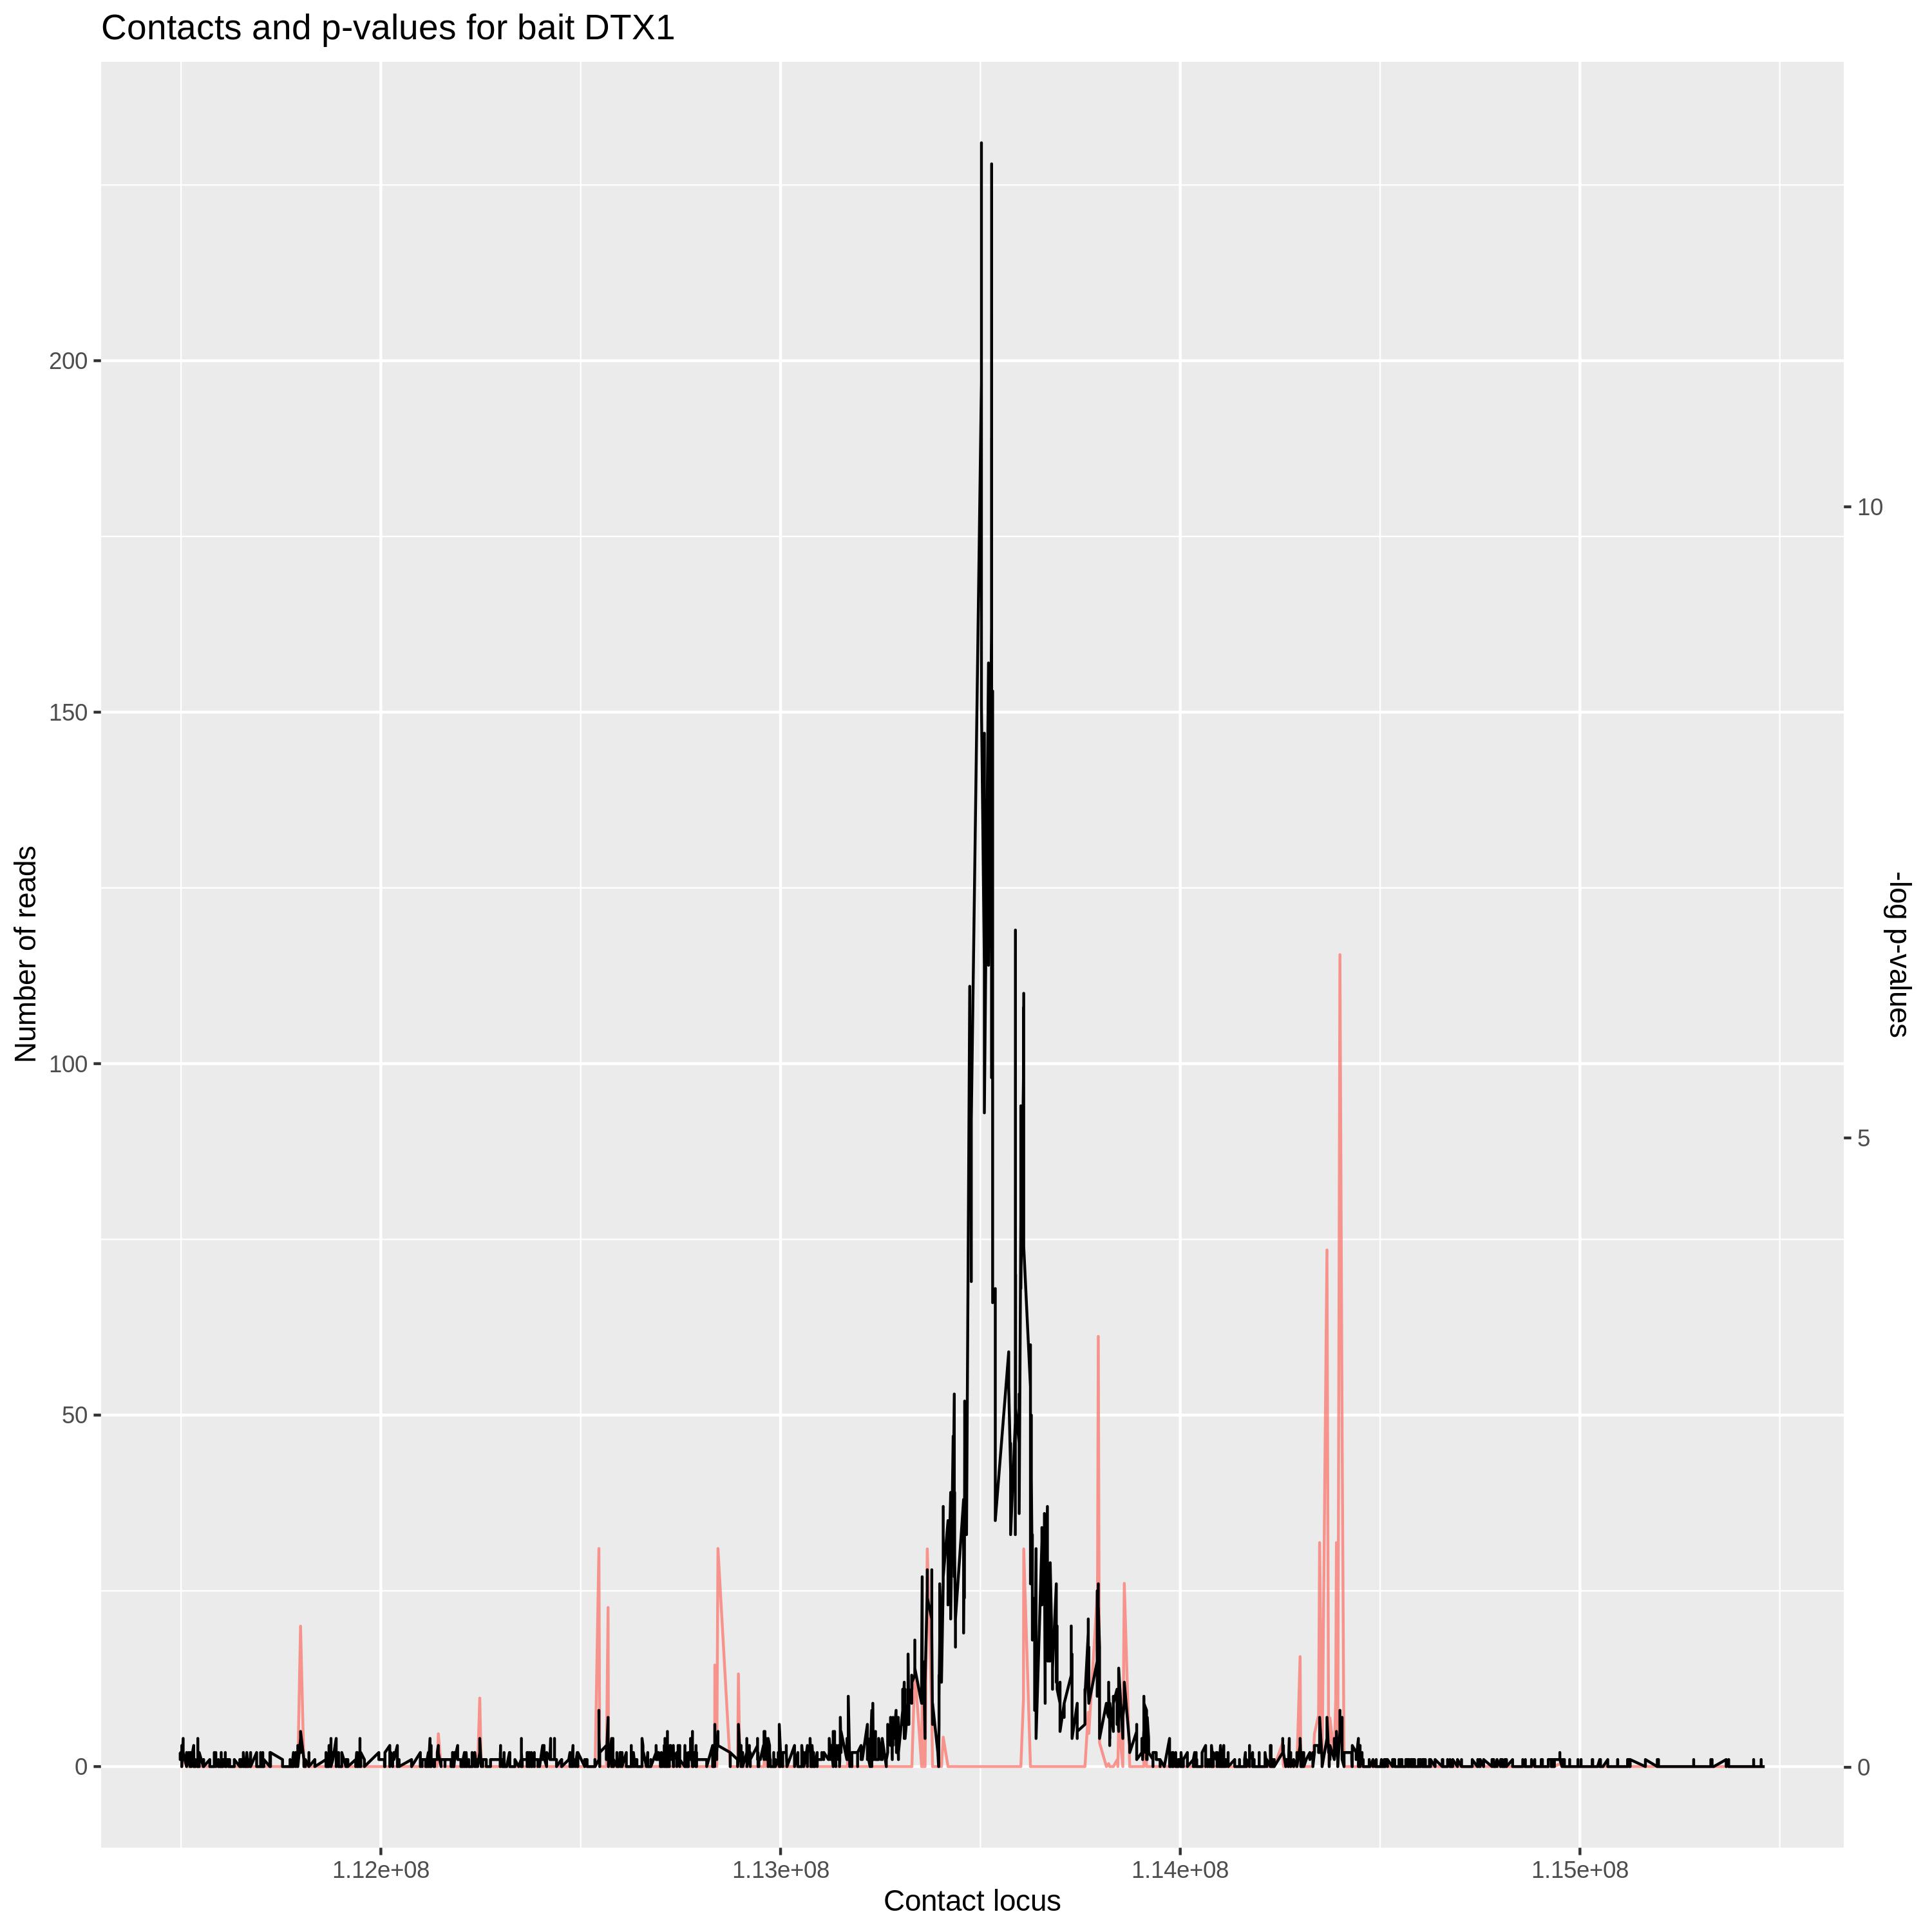 Contacts and p-values for bait DTX1
Number of reads
200
150
100
50
0
10
5
0
-log p-values
1.12e+08
1.13e+08
1.14e+08
1.15e+08
Contact locus